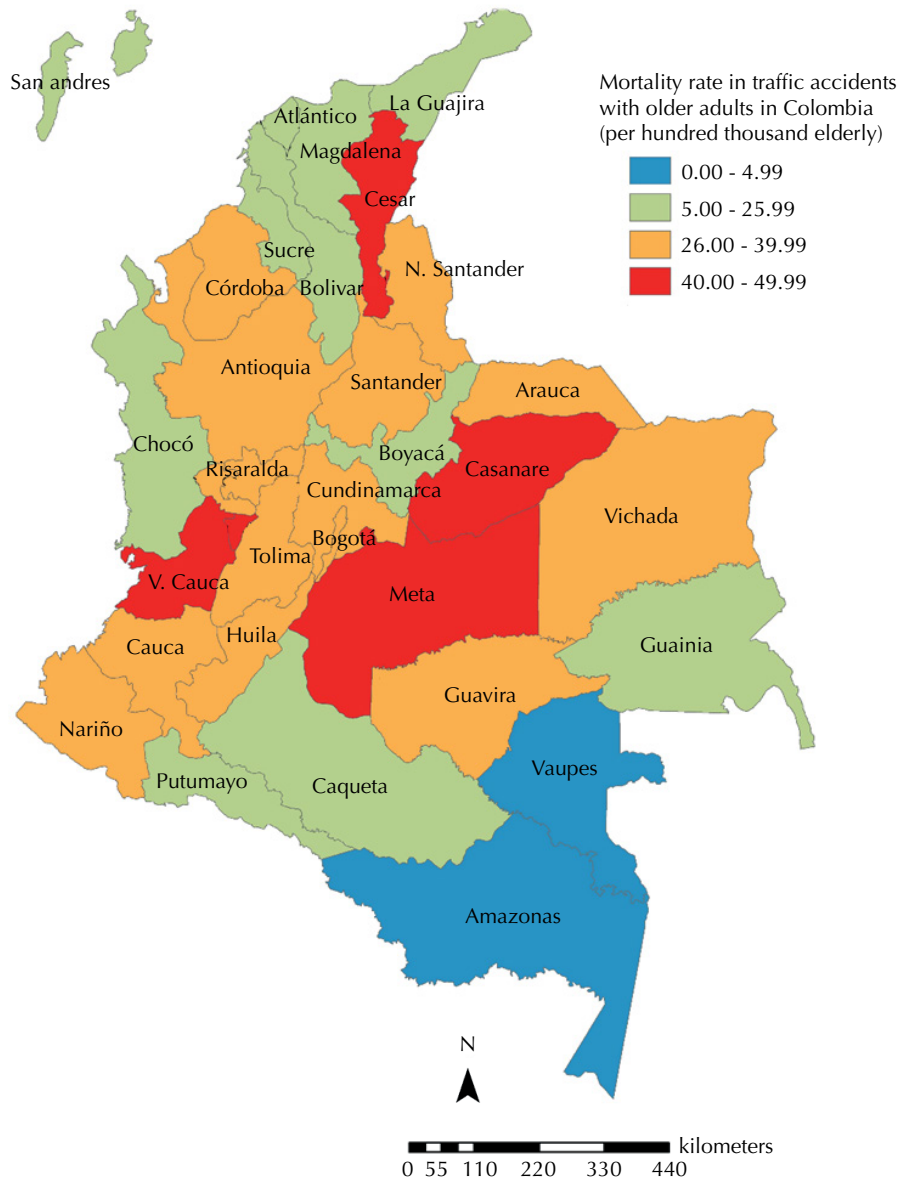 San andres
La Guajira
Atlántico
Magdalena
Cesar
Sucre
N. Santander
Córdoba
Bolivar
Antioquia
Santander
Arauca
Chocó
Boyacá
Risaralda
Casanare
Cundinamarca
Vichada
Bogotá
Tolima
V. Cauca
Meta
Huila
Cauca
Guainia
Guavira
Nariño
Vaupes
Putumayo
Caqueta
Amazonas
Mortality rate in traffic accidents
with older adults in Colombia
(per hundred thousand elderly)
0.00 - 4.99
5.00 - 25.99
26.00 - 39.99
40.00 - 49.99
N
kilometers
0 55 110 220 330 440